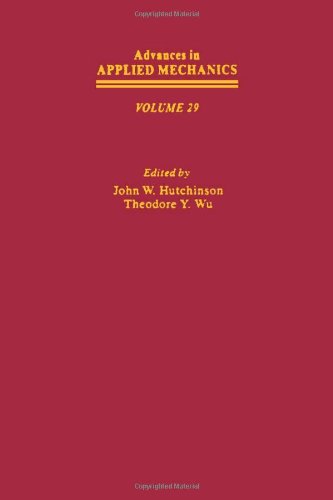 Advances in
APPLIED MECHANICS
VOLUME 29
Edited by
John W. Hutchinson
Theodore Y. Wu